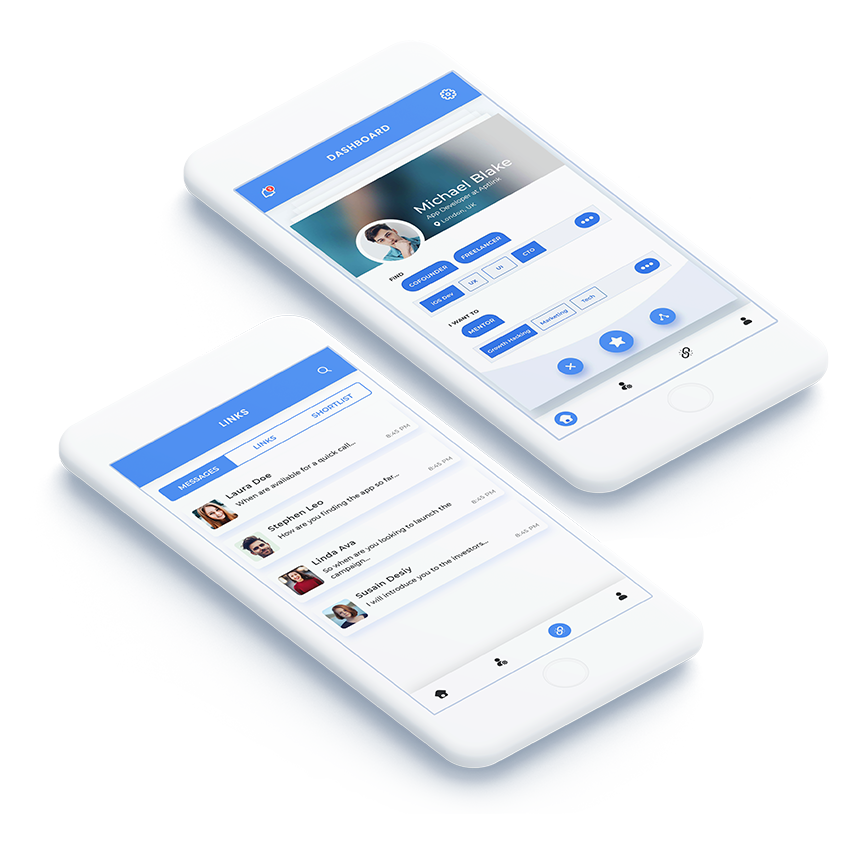 DASHBOARD
Michael Blake
App Developer at Aptlink
London, UK
FIND
COFOUNDER FREELANCER
iOS Dev UX UI CTO
I WANT TO
MENTOR
Growth Hacking Marketing Tech
LINKS
MESSAGES LINKS SHORTLIST
Laura Doe 8:45 PM
When are avaliable for a quick call...
Stephen Leo 8:45 PM
How are you finding the app so far...
Linda Ava 8:45 PM
So when are you looking to launch the
campaign...
Susain Desiy 8:45 PM
I will introduce you to the investors...